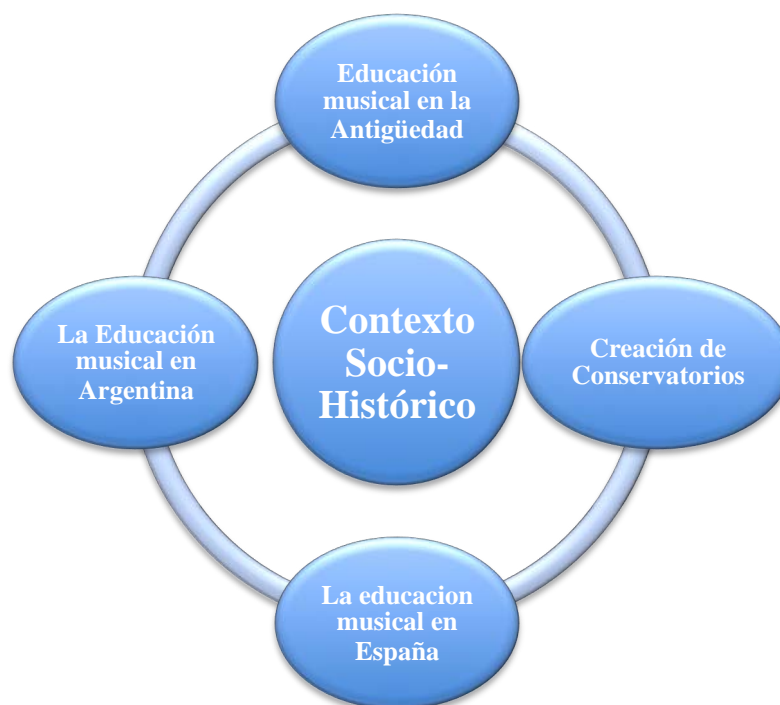 Educación
musical en la
Antigüedad
La Educación
musical en
Argentina
Contexto
Socio-
Histórico
Creación de
Conservatorios
La educacion
musical en
España